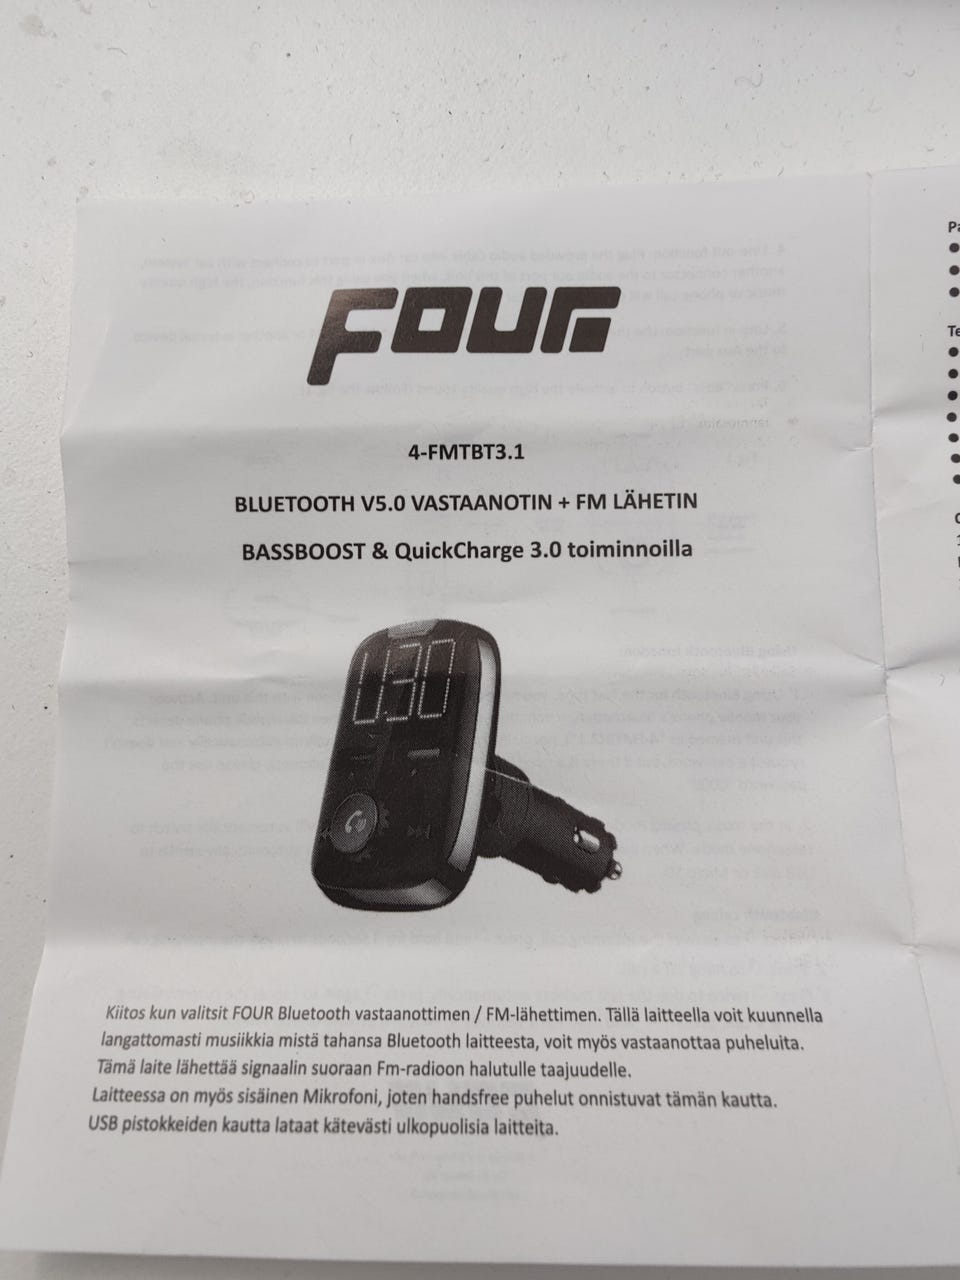 FOUR
4-FMTBT3.1
BLUETOOTH V5.0 VASTAANOTIN + FM LÄHETIN
BASSBOOST & QuickCharge 3.0 toiminnoilla
U30
Kiitos kun valitsit FOUR Bluetooth vastaanottimen / FM-lähettimen. Tällä laitteella voit kuunnella
langattomasti musiikkia mistä tahansa Bluetooth laitteesta, voit myös vastaanottaa puheluita.
Tämä laite lähettää signaalin suoraan Fm-radioon halutulle taajuudelle.
Laitteessa on myös sisäinen Mikrofoni, joten handsfree puhelut onnistuvat tämän kautta.
USB pistokkeiden kautta lataat kätevästi ulkopuolisia laitteita.
Pa
Te